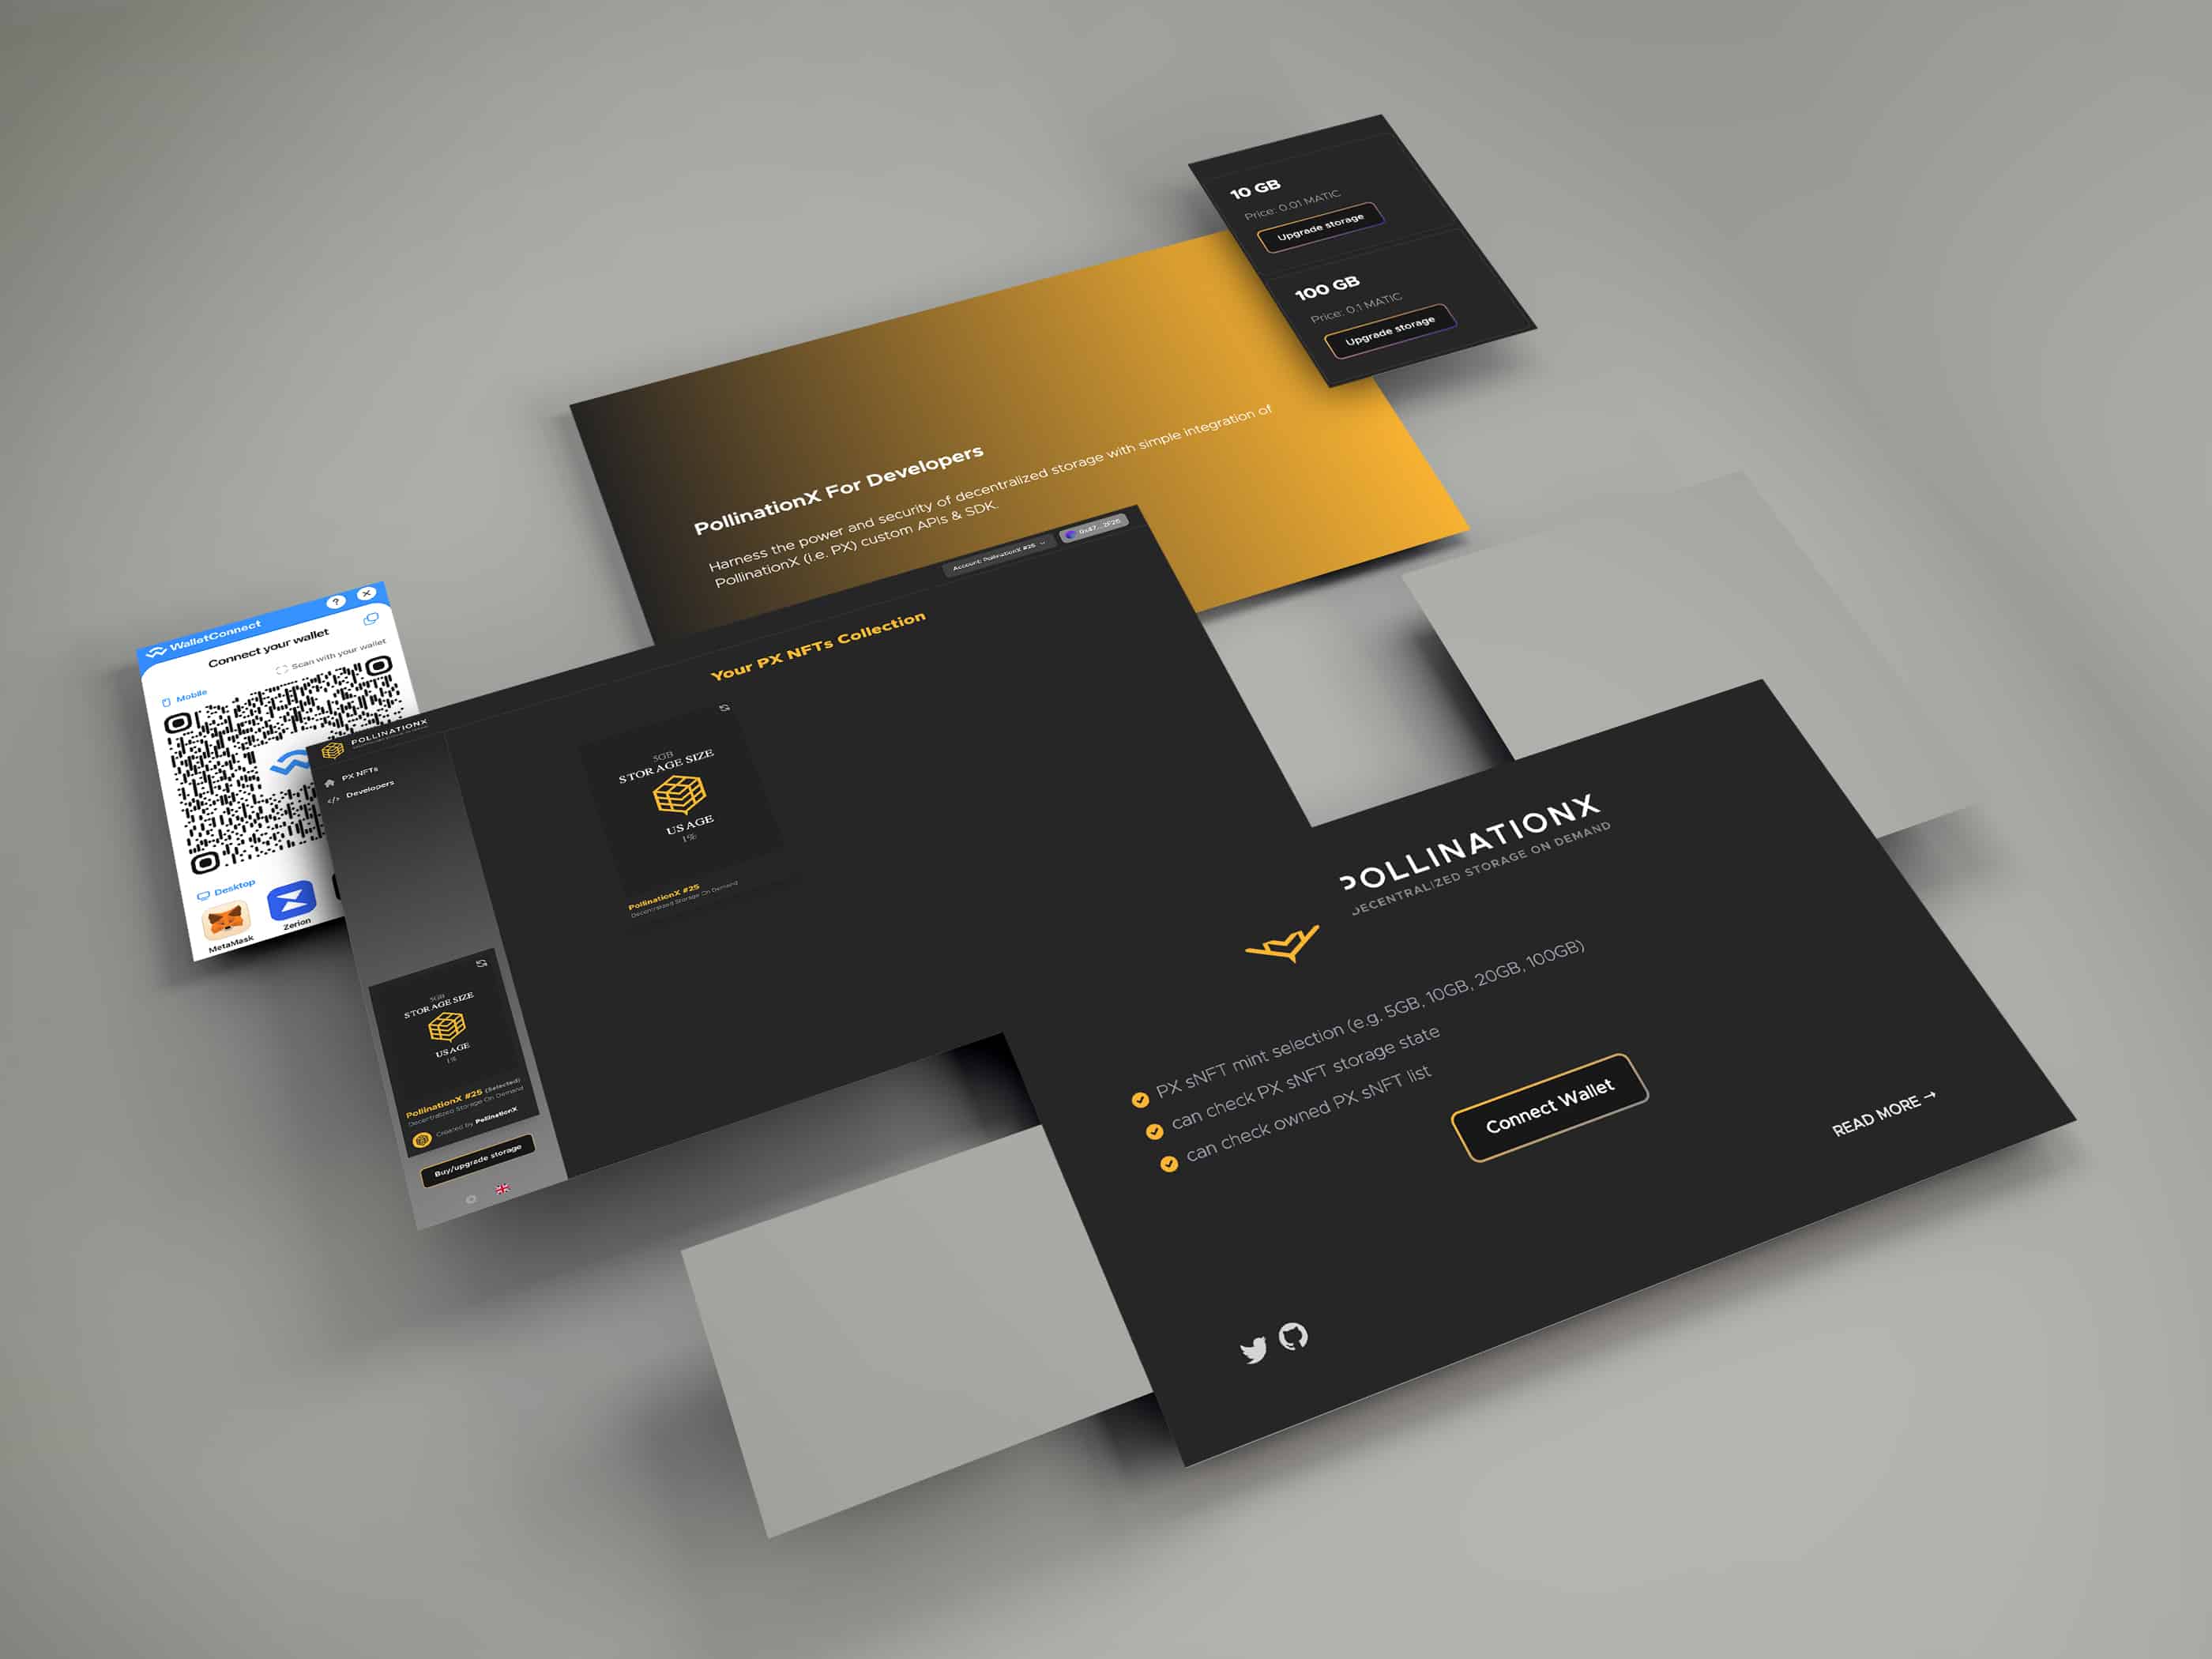 10 GB
Price: 0.01 MATIC
Upgrade storage
100 GB
Price: 0.1 MATIC
Upgrade storage
PollinationX For Developers
Harness the power and security of decentralized storage with simple integration of
PollinationX (i.e. PX) custom APIs & SDK.
WalletConnect
?
Connect your wallet
Scan with your wallet
Mobile
Desktop
MetaMask
Zerion
POLLINATIONX
PX NFTs
</> Developers
Account: PollinationX #25
0x47...2F25
Your PX NFTs Collection
5GB
STORAGE SIZE
USAGE
1%
PollinationX #25
Decentralized Storage On Demand
5GB
STORAGE SIZE
USAGE
1%
PollinationX #25 (Selected)
Decentralized Storage On Demand
Created by PollinationX
Buy/upgrade storage
POLLINATIONX
DECENTRALIZED STORAGE ON DEMAND
PX sNFT mint selection (e.g. 5GB, 10GB, 20GB, 100GB)
can check PX sNFT storage state
can check owned PX sNFT list
Connect Wallet
READ MORE →